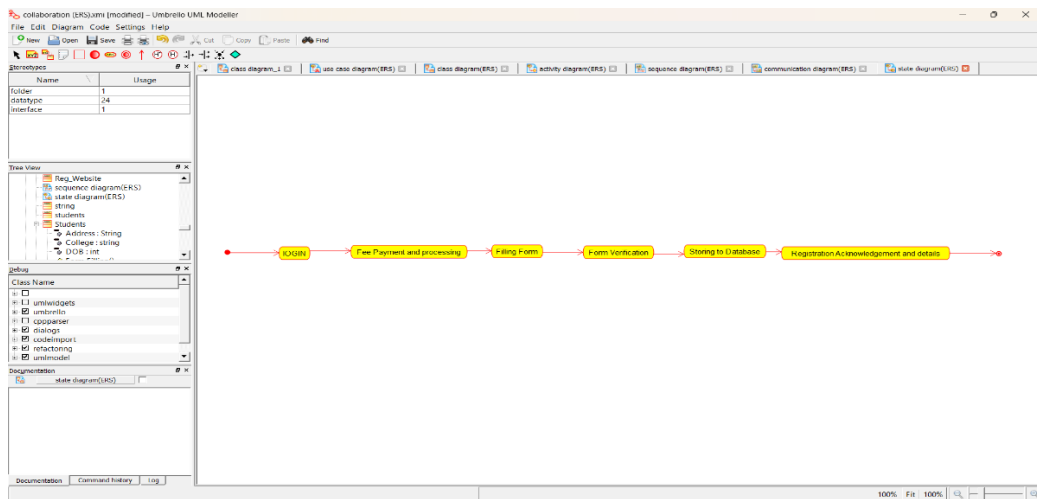 collaboration (ERS).xmi [modified] – Umbrello UML Modeller
File Edit Diagram Code Settings Help
New Open Save Cut Copy Paste Find
Stereotypes
Name Usage
folder 1
datatype 24
interface 1
class diagram_1 use case diagram(ERS) class diagram(ERS) activity diagram(ERS) sequence diagram(ERS) communication diagram(ERS) state diagram(ERS)
Tree View
Reg_Website
sequence diagram(ERS)
state diagram(ERS)
string
students
Students
Address : String
College : string
DOB : int
lOGIN
Fee Payment and processing
Filling Form
Form Verification
Storing to Database
Registration Acknowledgement and details
Debug
Class Name
umlwidgets
umbrello
cppparser
dialogs
codeimport
refactoring
umlmodel
Documentation
state diagram(ERS)
Documentation Command history Log
100% Fit 100%